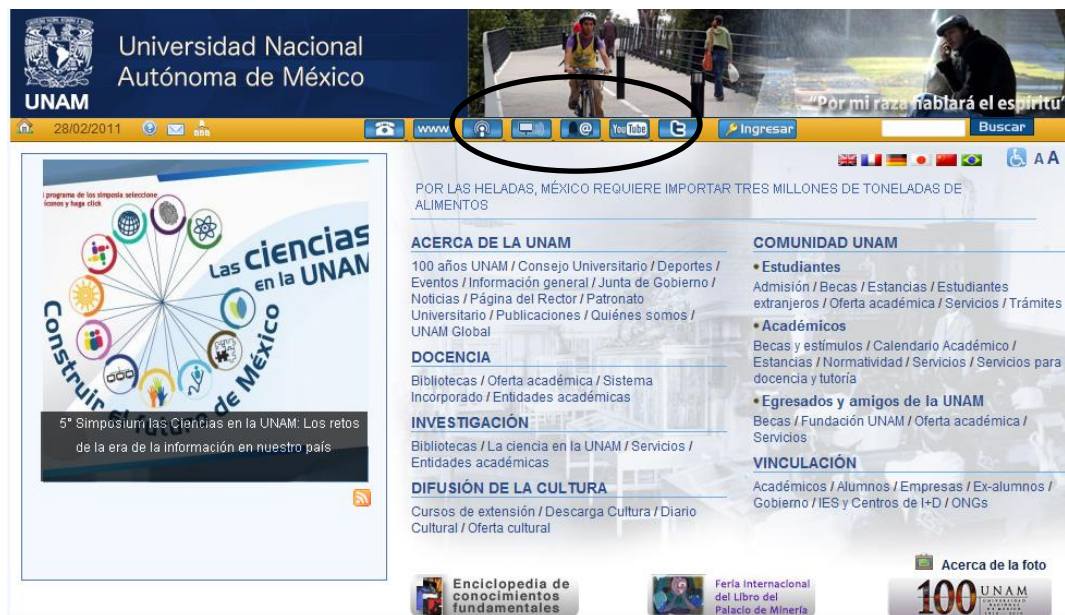 Universidad Nacional
Autónoma de México
UNAM
"Por mi raza hablará el espíritu"
28/02/2011
www
You Tube
Ingresar
Buscar
A A
programa de los simposia seleccione
íconos y haga click
Las ciencias
en la UNAM
Construir el futuro de México
5° Simposium las Ciencias en la UNAM: Los retos
de la era de la información en nuestro país
POR LAS HELADAS, MÉXICO REQUIERE IMPORTAR TRES MILLONES DE TONELADAS DE
ALIMENTOS
ACERCA DE LA UNAM
100 años UNAM / Consejo Universitario / Deportes /
Eventos / Información general / Junta de Gobierno /
Noticias / Página del Rector / Patronato
Universitario / Publicaciones / Quiénes somos /
UNAM Global
DOCENCIA
Bibliotecas / Oferta académica / Sistema
Incorporado / Entidades académicas
INVESTIGACIÓN
Bibliotecas / La ciencia en la UNAM / Servicios /
Entidades académicas
DIFUSIÓN DE LA CULTURA
Cursos de extensión / Descarga Cultura / Diario
Cultural / Oferta cultural
COMUNIDAD UNAM
• Estudiantes
Admisión / Becas / Estancias / Estudiantes
extranjeros / Oferta académica / Servicios / Trámites
• Académicos
Becas y estímulos / Calendario Académico /
Estancias / Normatividad / Servicios / Servicios para
docencia y tutoría
• Egresados y amigos de la UNAM
Becas / Fundación UNAM / Oferta académica /
Servicios
VINCULACIÓN
Académicos / Alumnos / Empresas / Ex-alumnos /
Gobierno / IES y Centros de I+D / ONGs
Acerca de la foto
Enciclopedia de
conocimientos
fundamentales
Feria Internacional
del Libro del
Palacio de Minería
100 UNAM